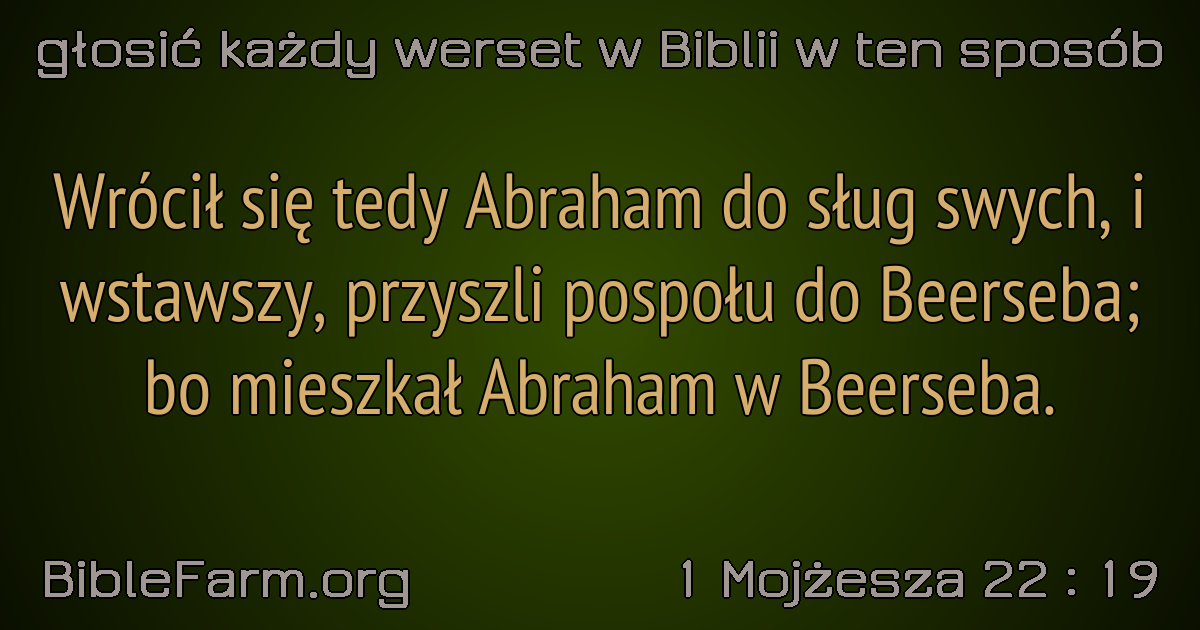 głosić każdy werset w Biblii w ten sposób
Wrócił się tedy Abraham do sług swych, i
wstawszy, przyszli pospołu do Beerseba;
bo mieszkał Abraham w Beerseba.
BibleFarm.org
1 Mojżesza 22 : 19